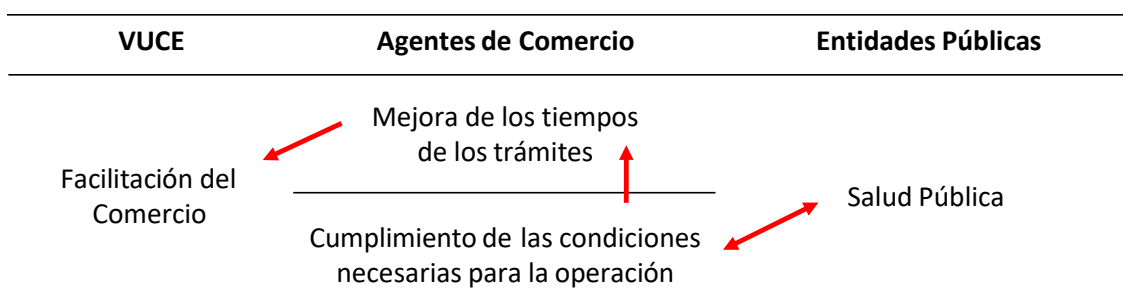 VUCE Agentes de Comercio Entidades Públicas
Mejora de los tiempos
de los trámites
Facilitación del
Comercio
Salud Pública
Cumplimiento de las condiciones
necesarias para la operación